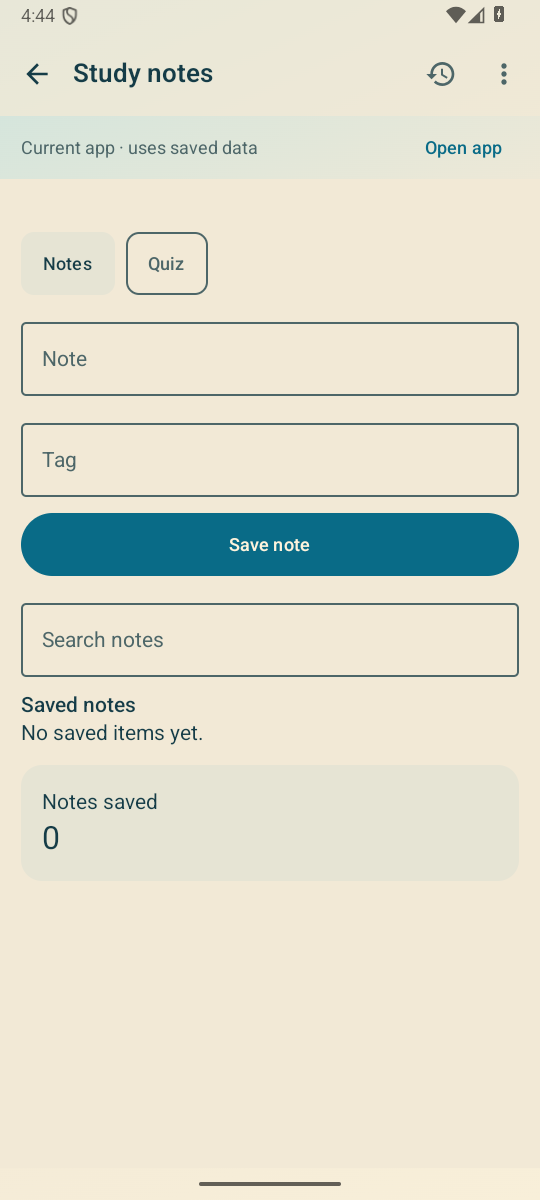 4:44
Study notes
Current app · uses saved data
Open app
Notes
Quiz
Note
Tag
Save note
Search notes
Saved notes
No saved items yet.
Notes saved
0